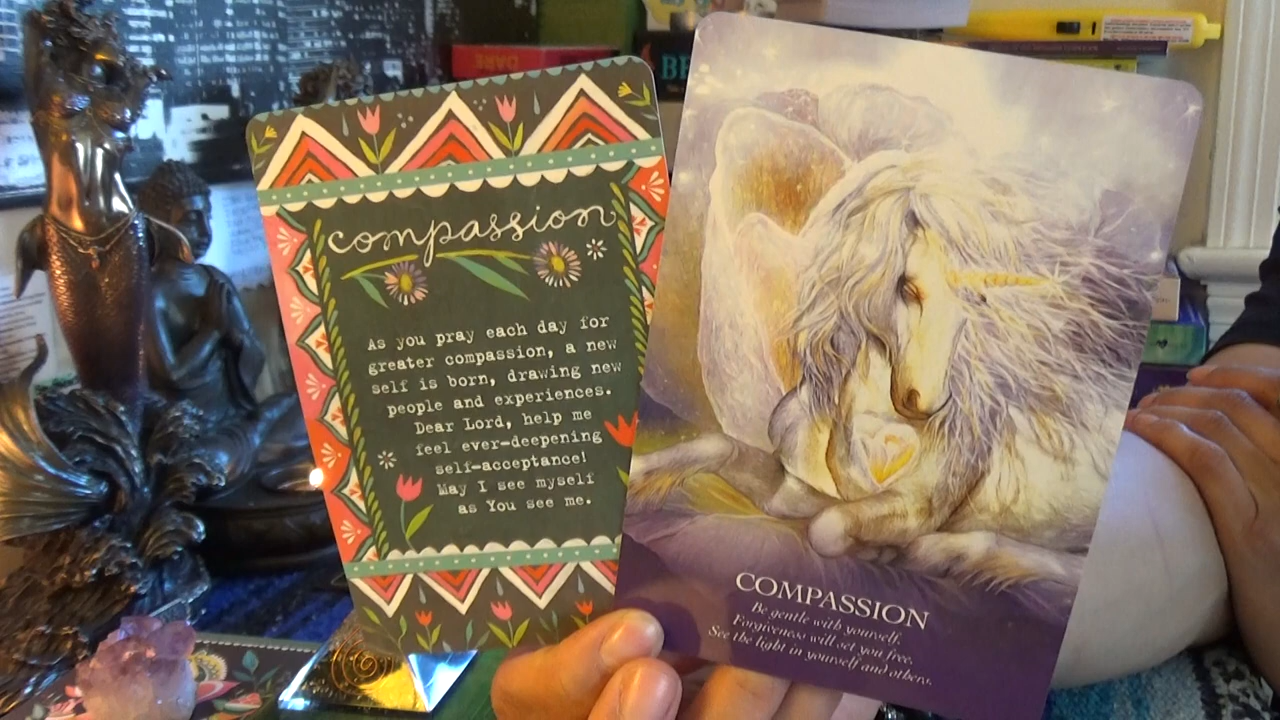 DARE
BE
compassion
As you pray each day for
greater compassion, a new
self is born, drawing new
people and experiences.
Dear Lord, help me
feel ever-deepening
self-acceptance!
May I see myself
as You see me.
COMPASSION
Be gentle with yourself.
Forgiveness will set you free.
See the light in yourself and others.